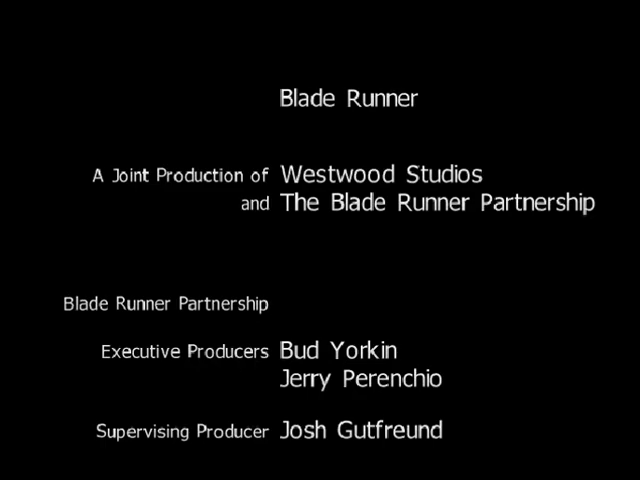 Blade Runner
A Joint Production of Westwood Studios
and The Blade Runner Partnership
Blade Runner Partnership
Executive Producers Bud Yorkin
Jerry Perenchio
Supervising Producer Josh Gutfreund